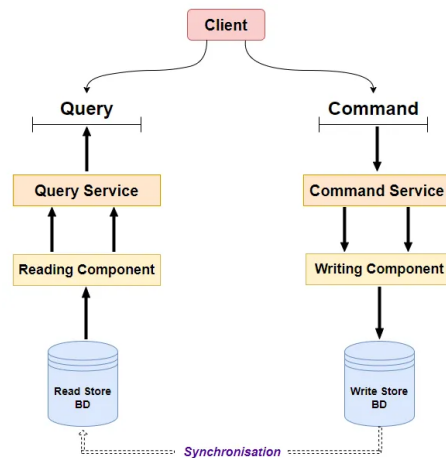 Client
Query
Command
Query Service
Command Service
Reading Component
Writing Component
Read Store
BD
Write Store
BD
Synchronisation